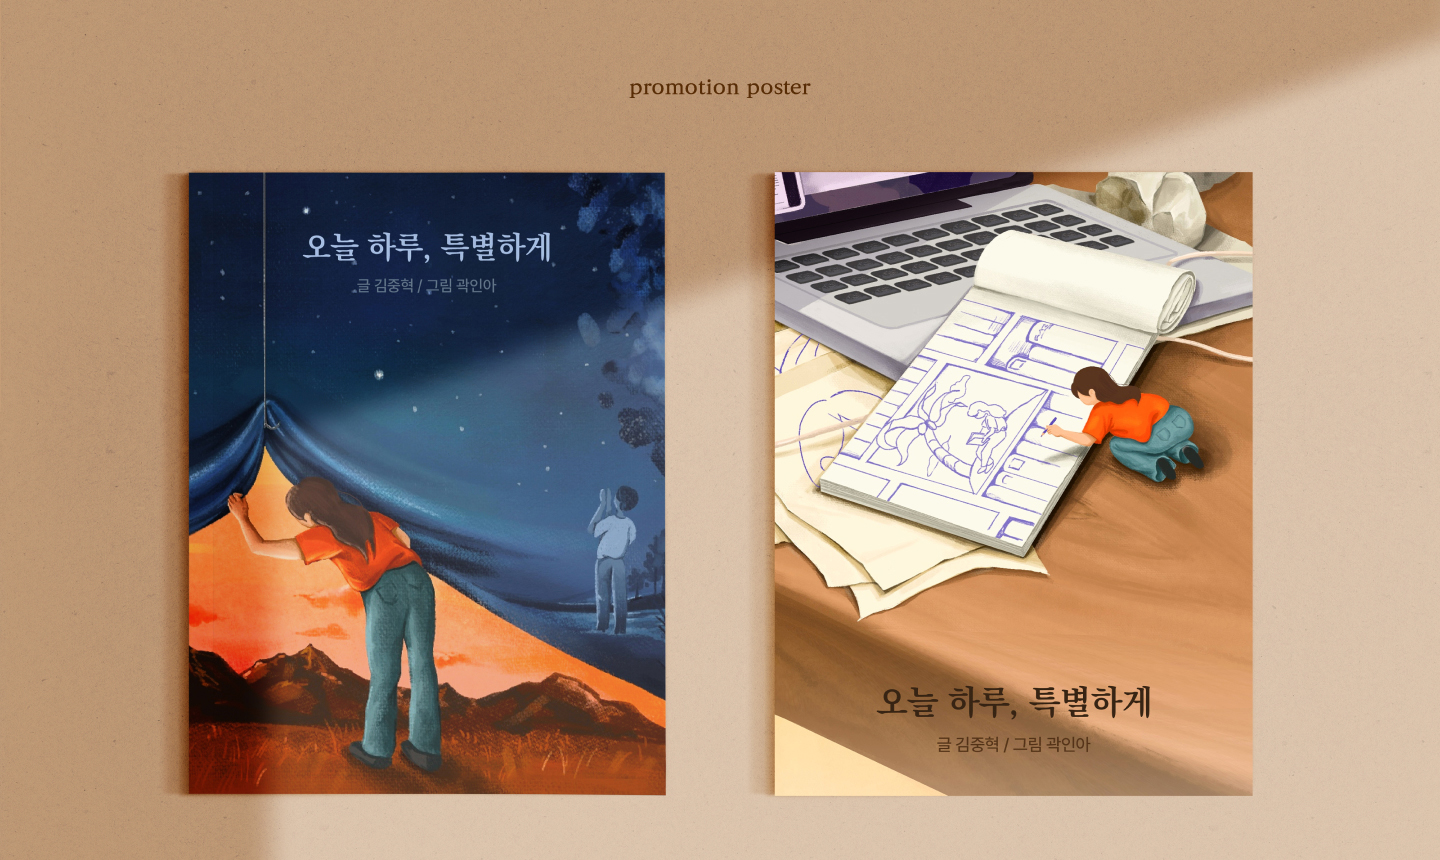 promotion poster
오늘 하루, 특별하게
글 김중혁 / 그림 곽인아
오늘 하루, 특별하게
글 김중혁 / 그림 곽인아